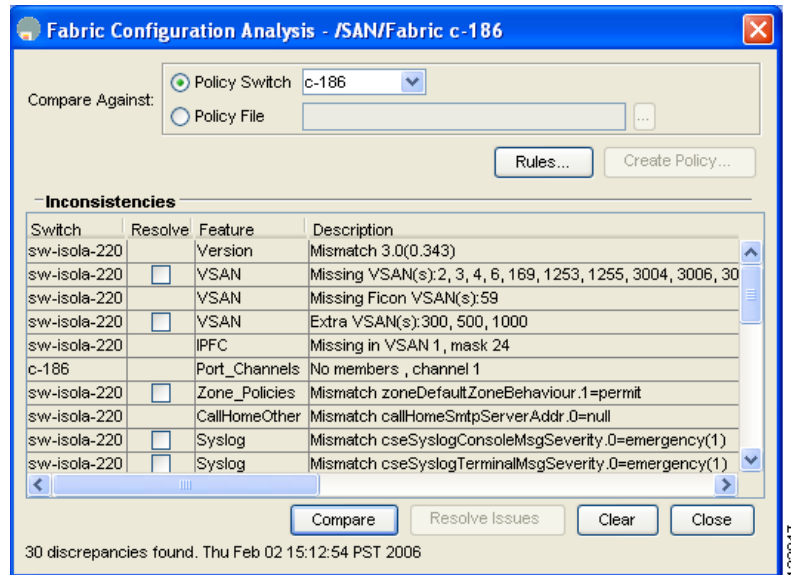 Fabric Configuration Analysis - /SAN/Fabric c-186
Compare Against:
Policy Switch c-186
Policy File ...
Rules... Create Policy...
Inconsistencies
Switch Resolve Feature Description
sw-isola-220 Version Mismatch 3.0(0.343)
sw-isola-220 VSAN Missing VSAN(s):2, 3, 4, 6, 169, 1253, 1255, 3004, 3006, 30
sw-isola-220 VSAN Missing Ficon VSAN(s):59
sw-isola-220 VSAN Extra VSAN(s):300, 500, 1000
sw-isola-220 IPFC Missing in VSAN 1, mask 24
c-186 Port_Channels No members , channel 1
sw-isola-220 Zone_Policies Mismatch zoneDefaultZoneBehaviour.1=permit
sw-isola-220 CallHomeOther Mismatch callHomeSmtpServerAddr.0=null
sw-isola-220 Syslog Mismatch cseSyslogConsoleMsgSeverity.0=emergency(1)
sw-isola-220 Syslog Mismatch cseSyslogTerminalMsgSeverity.0=emergency(1)
Compare Resolve Issues Clear Close
30 discrepancies found. Thu Feb 02 15:12:54 PST 2006